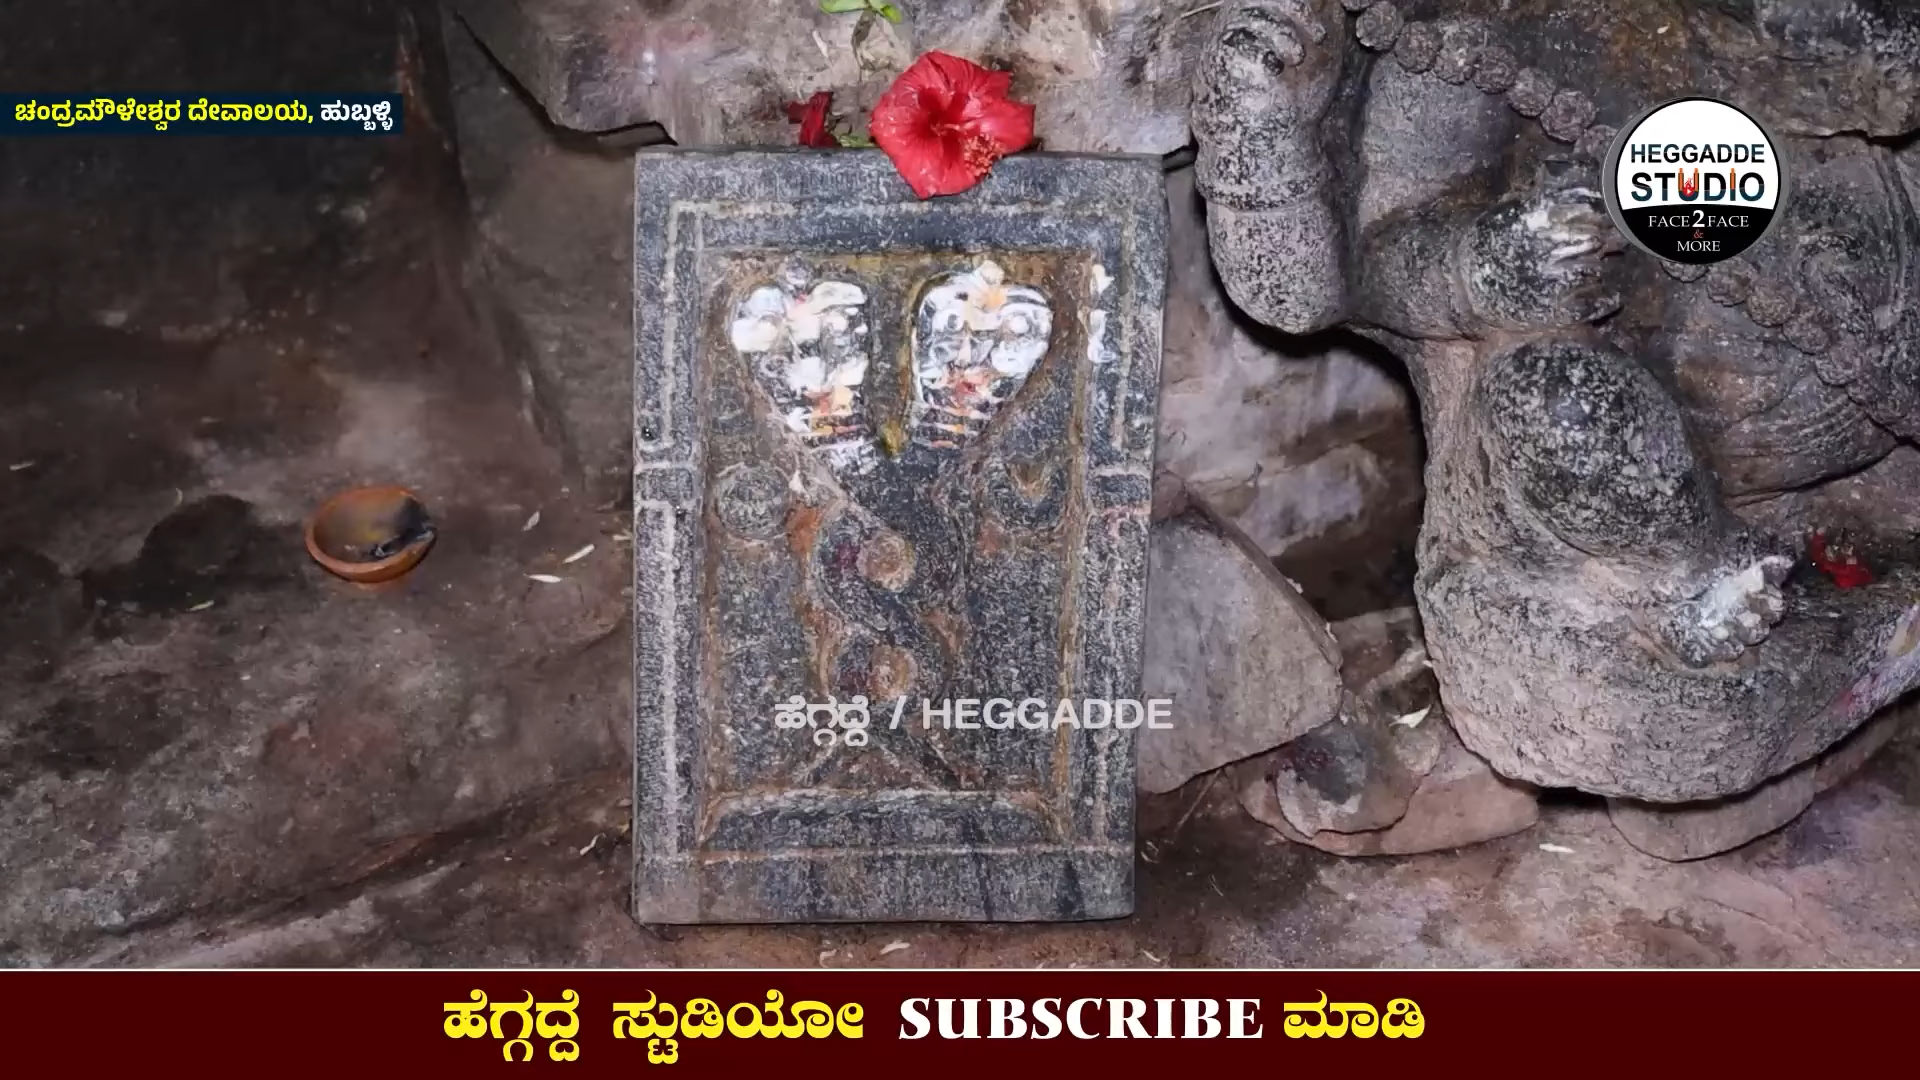 ಚಂದ್ರಮೌಳೇಶ್ವರ ದೇವಾಲಯ, ಹುಬ್ಬಳ್ಳಿ
HEGGADDE
STUDIO
FACE2FACE
&
MORE
ಹೆಗ್ಗದ್ದೆ / HEGGADDE
ಹೆಗ್ಗದ್ದೆ ಸ್ಟುಡಿಯೋ SUBSCRIBE ಮಾಡಿ